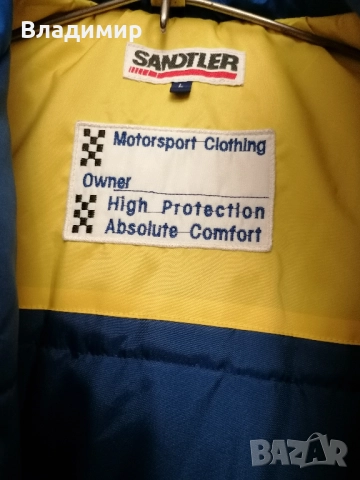 Владимир
SANDTLER
L
Motorsport Clothing
Owner
High Protection
Absolute Comfort
BAZAR